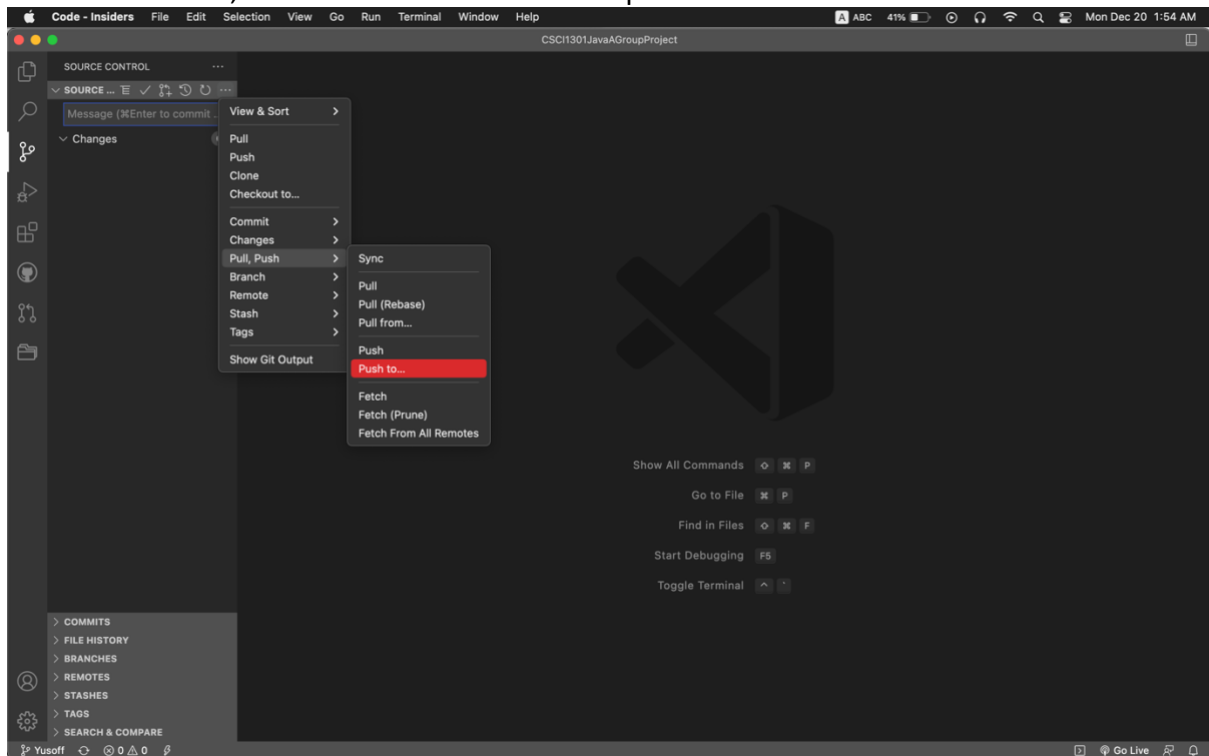 Code - Insiders File Edit Selection View Go Run Terminal Window Help A ABC 41% Mon Dec 20 1:54 AM
CSCI1301JavaAGroupProject
SOURCE CONTROL ...
SOURCE ... ...
Message (⌘Enter to commit
Changes
View & Sort
Pull
Push
Clone
Checkout to...
Commit
Changes
Pull, Push
Branch
Remote
Stash
Tags
Show Git Output
Sync
Pull
Pull (Rebase)
Pull from...
Push
Push to...
Fetch
Fetch (Prune)
Fetch From All Remotes
Show All Commands ⇧ ⌘ P
Go to File ⌘ P
Find in Files ⇧ ⌘ F
Start Debugging F5
Toggle Terminal ^ `
COMMITS
FILE HISTORY
BRANCHES
REMOTES
STASHES
TAGS
SEARCH & COMPARE
Yusoff 0 0 Go Live